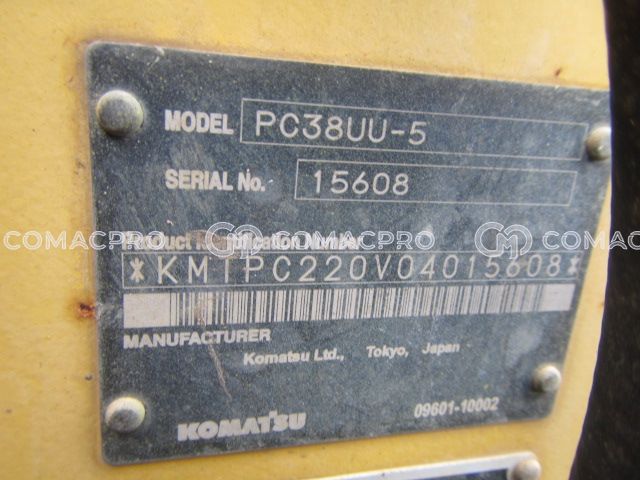 MODEL PC38UU-5
SERIAL No. 15608
Product Identification Number
COMACPRO COMACPRO COMACPRO
*KMTPC220V04015608*
MANUFACTURER
Komatsu Ltd., Tokyo, Japan
KOMATSU 09601-10002